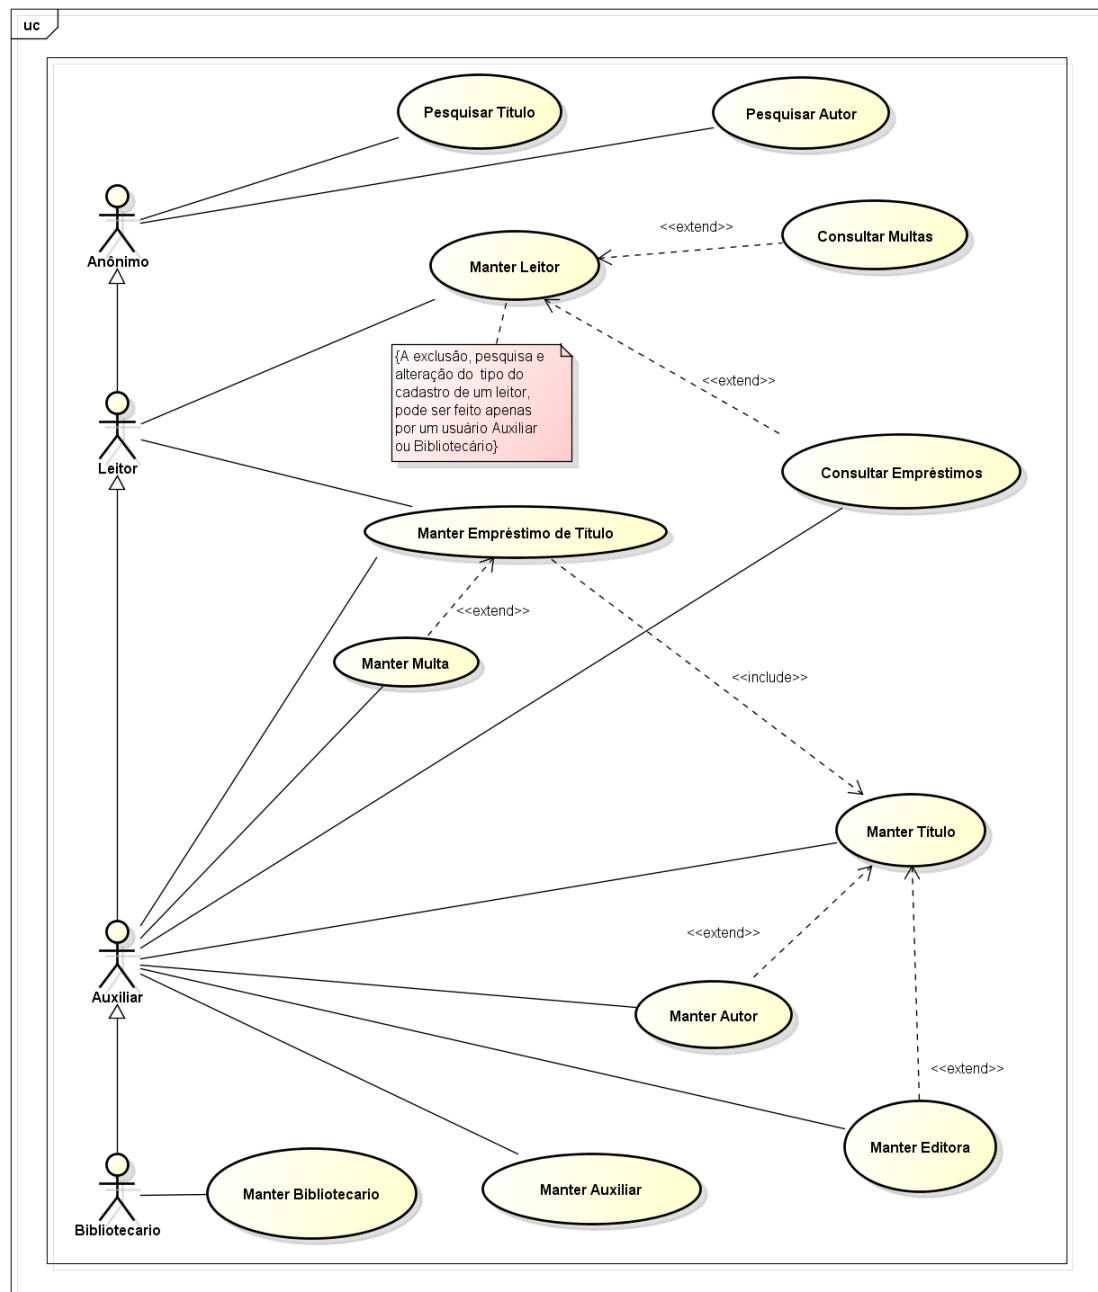 uc
Pesquisar Título
Pesquisar Autor
Anônimo
<<extend>>
Consultar Multas
Manter Leitor
{A exclusão, pesquisa e
alteração do tipo do
cadastro de um leitor,
pode ser feito apenas
por um usuário Auxiliar
ou Bibliotecário}
<<extend>>
Leitor
Consultar Empréstimos
Manter Empréstimo de Título
<<extend>>
Manter Multa
<<include>>
Manter Título
<<extend>>
Auxiliar
Manter Autor
<<extend>>
Manter Editora
Manter Bibliotecario
Manter Auxiliar
Bibliotecario